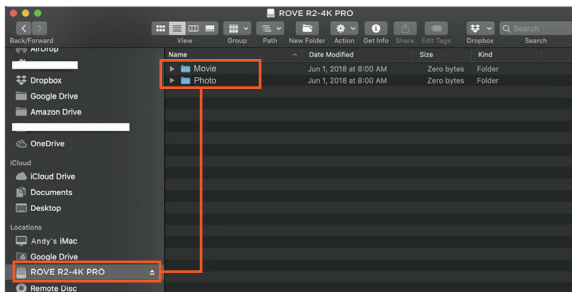 ROVE R2-4K PRO
Back/Forward View Group Path New Folder Action Get Info Share Edit Tags Dropbox Search
Search
AirDrop
Dropbox
Google Drive
Amazon Drive
OneDrive
iCloud
iCloud Drive
Documents
Desktop
Locations
Andy's iMac
Google Drive
ROVE R2-4K PRO
Remote Disc
Name Date Modified Size Kind
Movie Jun 1, 2018 at 8:00 AM Zero bytes Folder
Photo Jun 1, 2018 at 8:00 AM Zero bytes Folder